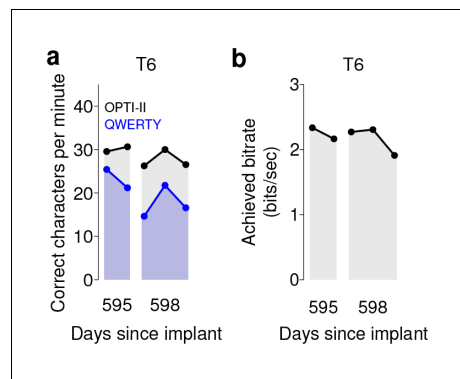 a
T6
Correct characters per minute
40
30
20
10
0
OPTI-II
QWERTY
595
598
Days since implant
b
T6
Achieved bitrate
(bits/sec)
3
2
1
0
595
598
Days since implant